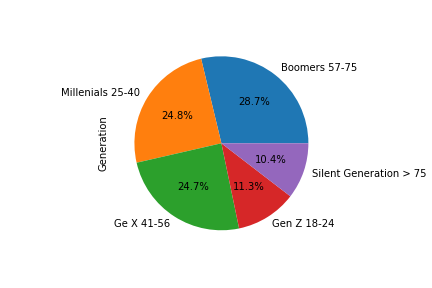 Boomers 57-75
Millenials 25-40
28.7%
24.8%
Generation
10.4%
Silent Generation > 75
24.7%
11.3%
Ge X 41-56
Gen Z 18-24